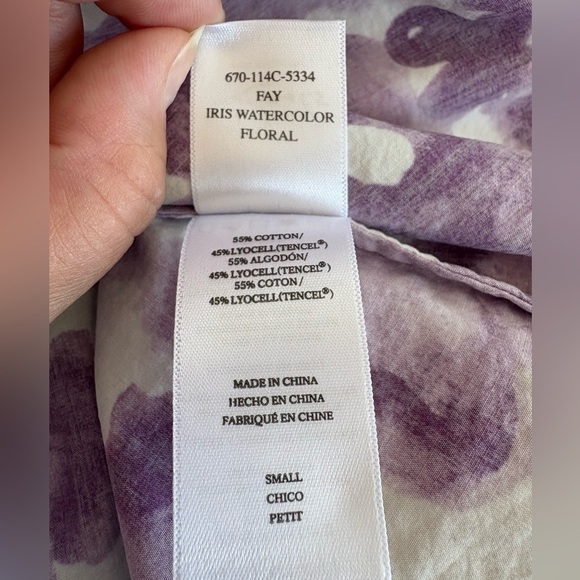 670-114C-5334
FAY
IRIS WATERCOLOR
FLORAL
55% COTTON/
45% LYOCELL(TENCEL®)
55% ALGODÓN/
45% LYOCELL(TENCEL®)
55% COTON/
45% LYOCELL(TENCEL®)
MADE IN CHINA
HECHO EN CHINA
FABRIQUÉ EN CHINE
SMALL
CHICO
PETIT